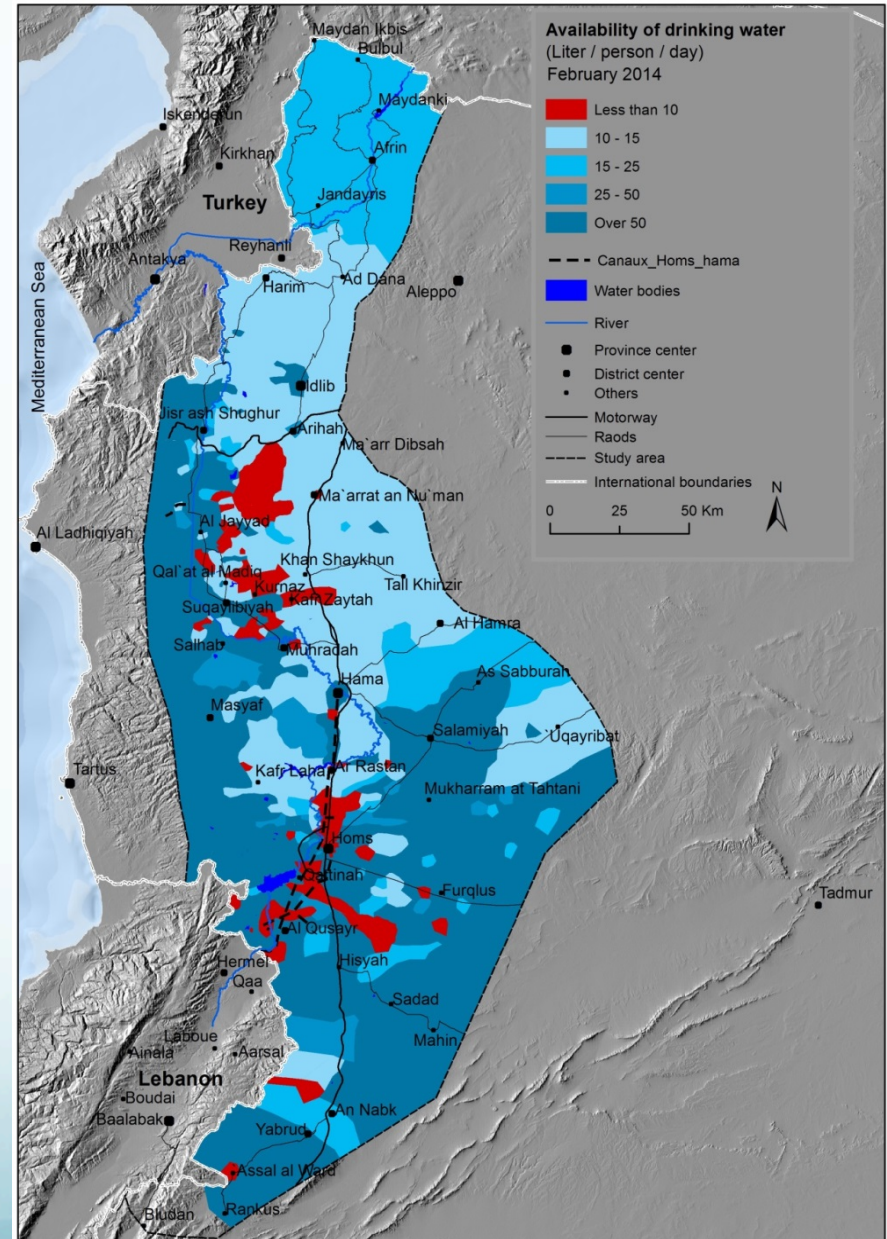 Availability of drinking water
(Liter / person / day)
February 2014
Less than 10
10 - 15
15 - 25
25 - 50
Over 50
Canaux_Homs_hama
Water bodies
River
Province center
District center
Others
Motorway
Raods
Study area
International boundaries
N
0 25 50 Km
Maydan Ikbis
Bulbul
Maydanki
Iskenderun
Kirkhan
Afrin
Jandayris
Turkey
Reyhanli
Antakya
Harim
Ad Dana
Aleppo
Mediterranean Sea
Idlib
Jisr ash Shughur
Arihah
Ma`arr Dibsah
Ma`arrat an Nu`man
Al Ladhiqiyah
Al Jayyad
Khan Shaykhun
Tall Khinzir
Qal`at al Madiq
Kurnaz
Kafr Zaytah
Suqaylibiyah
Al Hamra
Salhab
Muhradah
As Sabburah
Hama
Masyaf
Salamiyah
Uqayribat
Tartus
Kafr Laha
Ar Rastan
Mukharram at Tahtani
Homs
Qattinah
Furqlus
Tadmur
Al Qusayr
Hermel
Hisyah
Qaa
Sadad
Mahin
Laboue
Ainala
Aarsal
Lebanon
Boudai
Baalabak
An Nabk
Yabrud
Assal al Ward
Rankus
Bludan